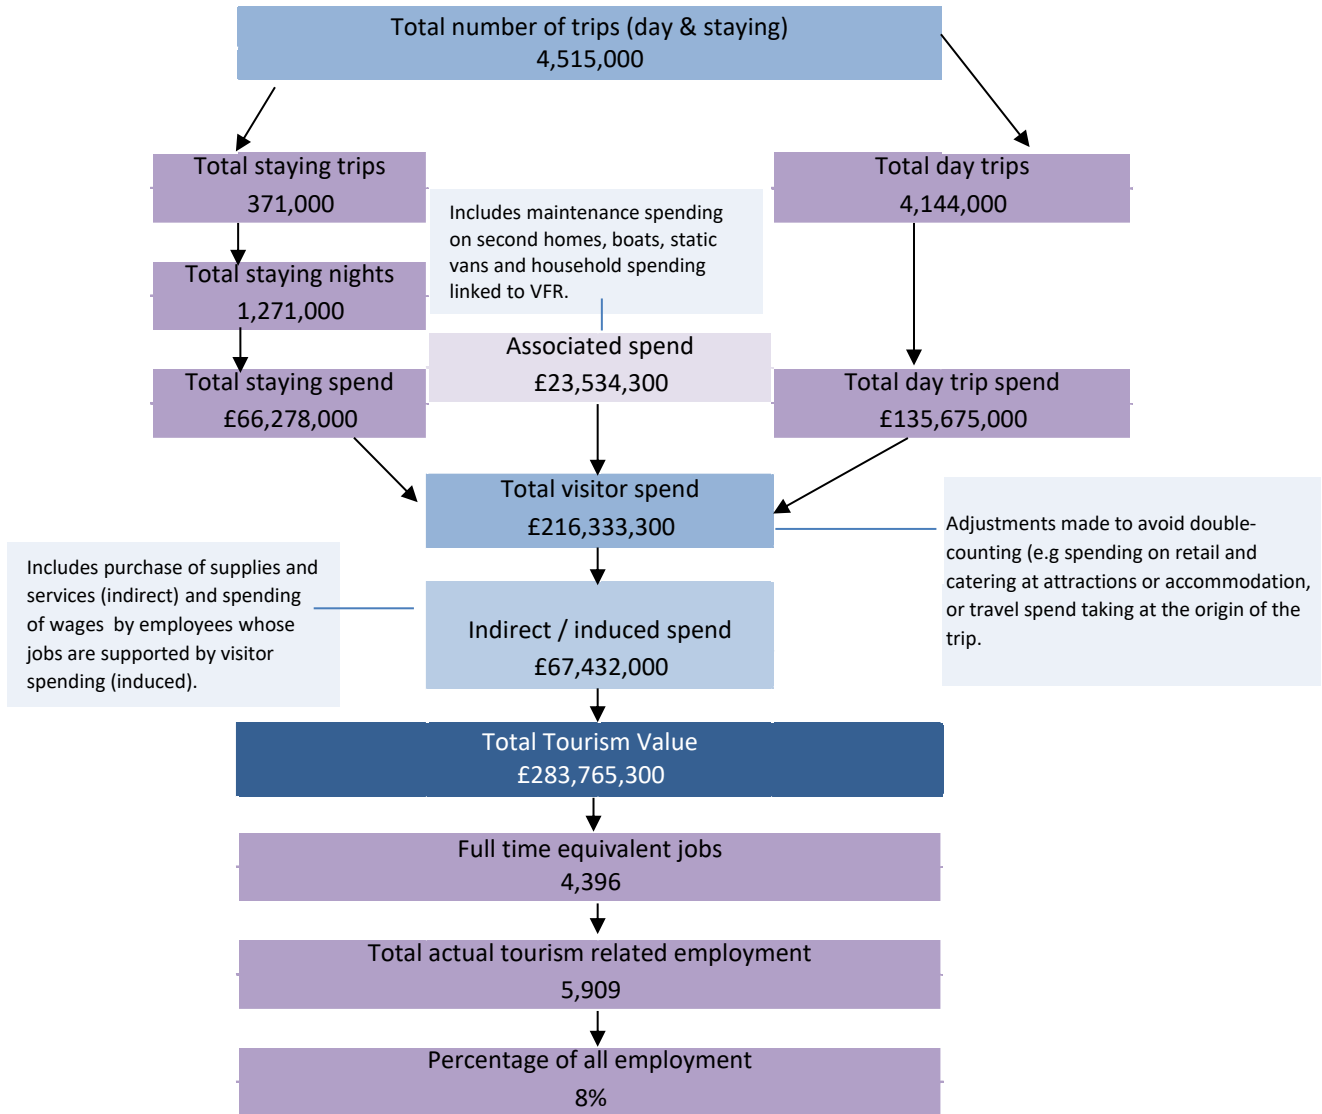 Total number of trips (day & staying)
4,515,000
Total staying trips
371,000
Total day trips
4,144,000
Includes maintenance spending
on second homes, boats, static
vans and household spending
linked to VFR.
Total staying nights
1,271,000
Associated spend
£23,534,300
Total staying spend
£66,278,000
Total day trip spend
£135,675,000
Total visitor spend
£216,333,300
Adjustments made to avoid double-
counting (e.g spending on retail and
catering at attractions or accommodation,
or travel spend taking at the origin of the
trip.
Includes purchase of supplies and
services (indirect) and spending
of wages by employees whose
jobs are supported by visitor
spending (induced).
Indirect / induced spend
£67,432,000
Total Tourism Value
£283,765,300
Full time equivalent jobs
4,396
Total actual tourism related employment
5,909
Percentage of all employment
8%